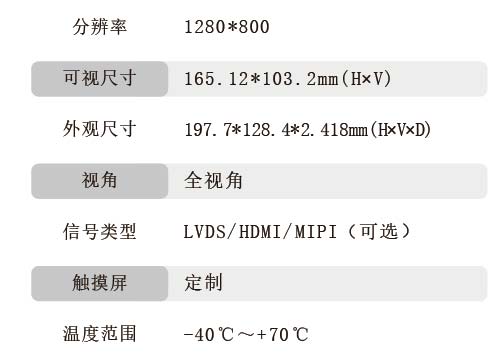 分辨率 1280*800
可视尺寸 165.12*103.2mm(H×V)
外观尺寸 197.7*128.4*2.418mm(H×V×D)
视角 全视角
信号类型 LVDS/HDMI/MIPI（可选）
触摸屏 定制
温度范围 -40℃～+70℃